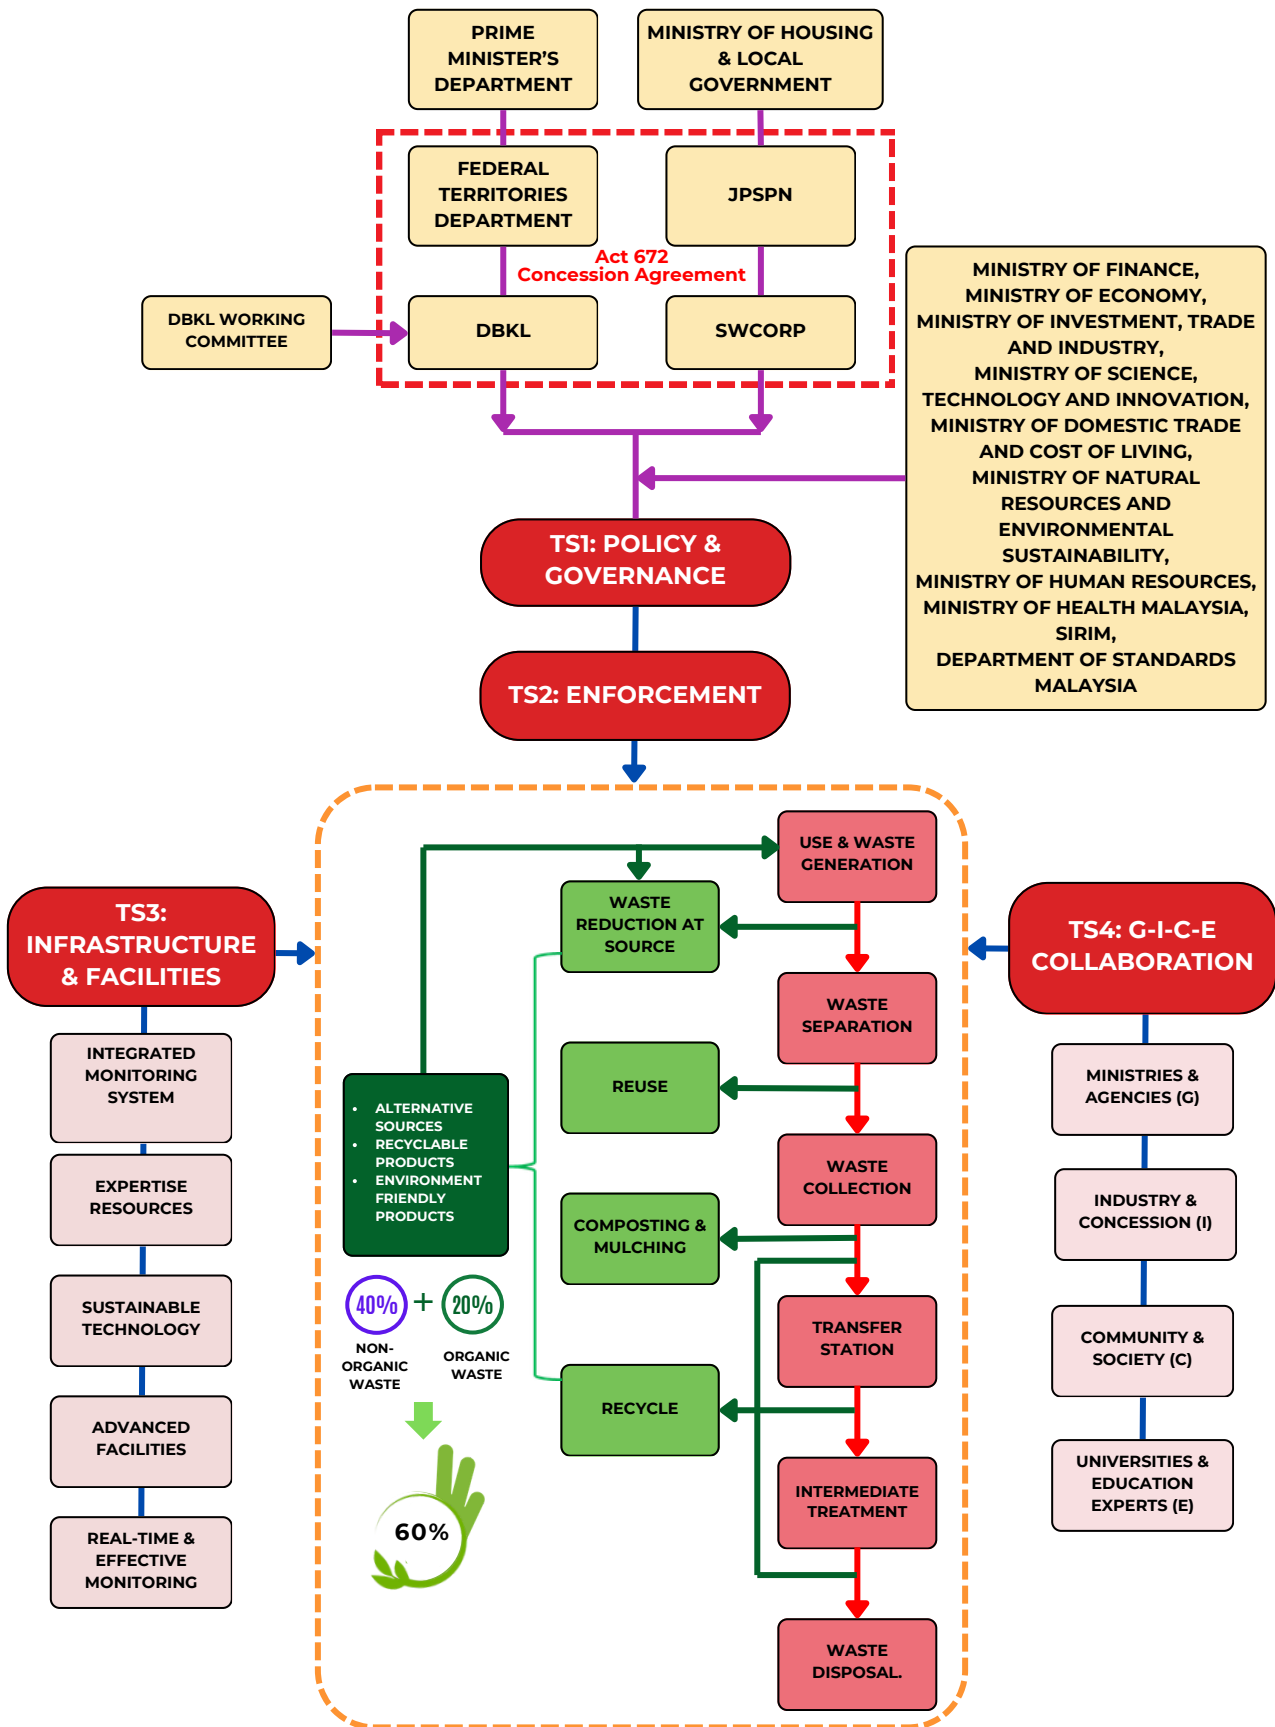 PRIME
MINISTER'S
DEPARTMENT
MINISTRY OF HOUSING
& LOCAL
GOVERNMENT
FEDERAL
TERRITORIES
DEPARTMENT
JPSPN
Act 672
Concession Agreement
DBKL WORKING
COMMITTEE
DBKL
SWCORP
MINISTRY OF FINANCE,
MINISTRY OF ECONOMY,
MINISTRY OF INVESTMENT, TRADE
AND INDUSTRY,
MINISTRY OF SCIENCE,
TECHNOLOGY AND INNOVATION,
MINISTRY OF DOMESTIC TRADE
AND COST OF LIVING,
MINISTRY OF NATURAL
RESOURCES AND
ENVIRONMENTAL
SUSTAINABILITY,
MINISTRY OF HUMAN RESOURCES,
MINISTRY OF HEALTH MALAYSIA,
SIRIM,
DEPARTMENT OF STANDARDS
MALAYSIA
TS1: POLICY &
GOVERNANCE
TS2: ENFORCEMENT
TS3:
INFRASTRUCTURE
& FACILITIES
INTEGRATED
MONITORING
SYSTEM
EXPERTISE
RESOURCES
SUSTAINABLE
TECHNOLOGY
ADVANCED
FACILITIES
REAL-TIME &
EFFECTIVE
MONITORING
• ALTERNATIVE
SOURCES
• RECYCLABLE
PRODUCTS
• ENVIRONMENT
FRIENDLY
PRODUCTS
40% + 20%
NON-
ORGANIC
WASTE
ORGANIC
WASTE
60%
WASTE
REDUCTION AT
SOURCE
REUSE
COMPOSTING &
MULCHING
RECYCLE
USE & WASTE
GENERATION
WASTE
SEPARATION
WASTE
COLLECTION
TRANSFER
STATION
INTERMEDIATE
TREATMENT
WASTE
DISPOSAL.
TS4: G-I-C-E
COLLABORATION
MINISTRIES &
AGENCIES (G)
INDUSTRY &
CONCESSION (I)
COMMUNITY &
SOCIETY (C)
UNIVERSITIES &
EDUCATION
EXPERTS (E)